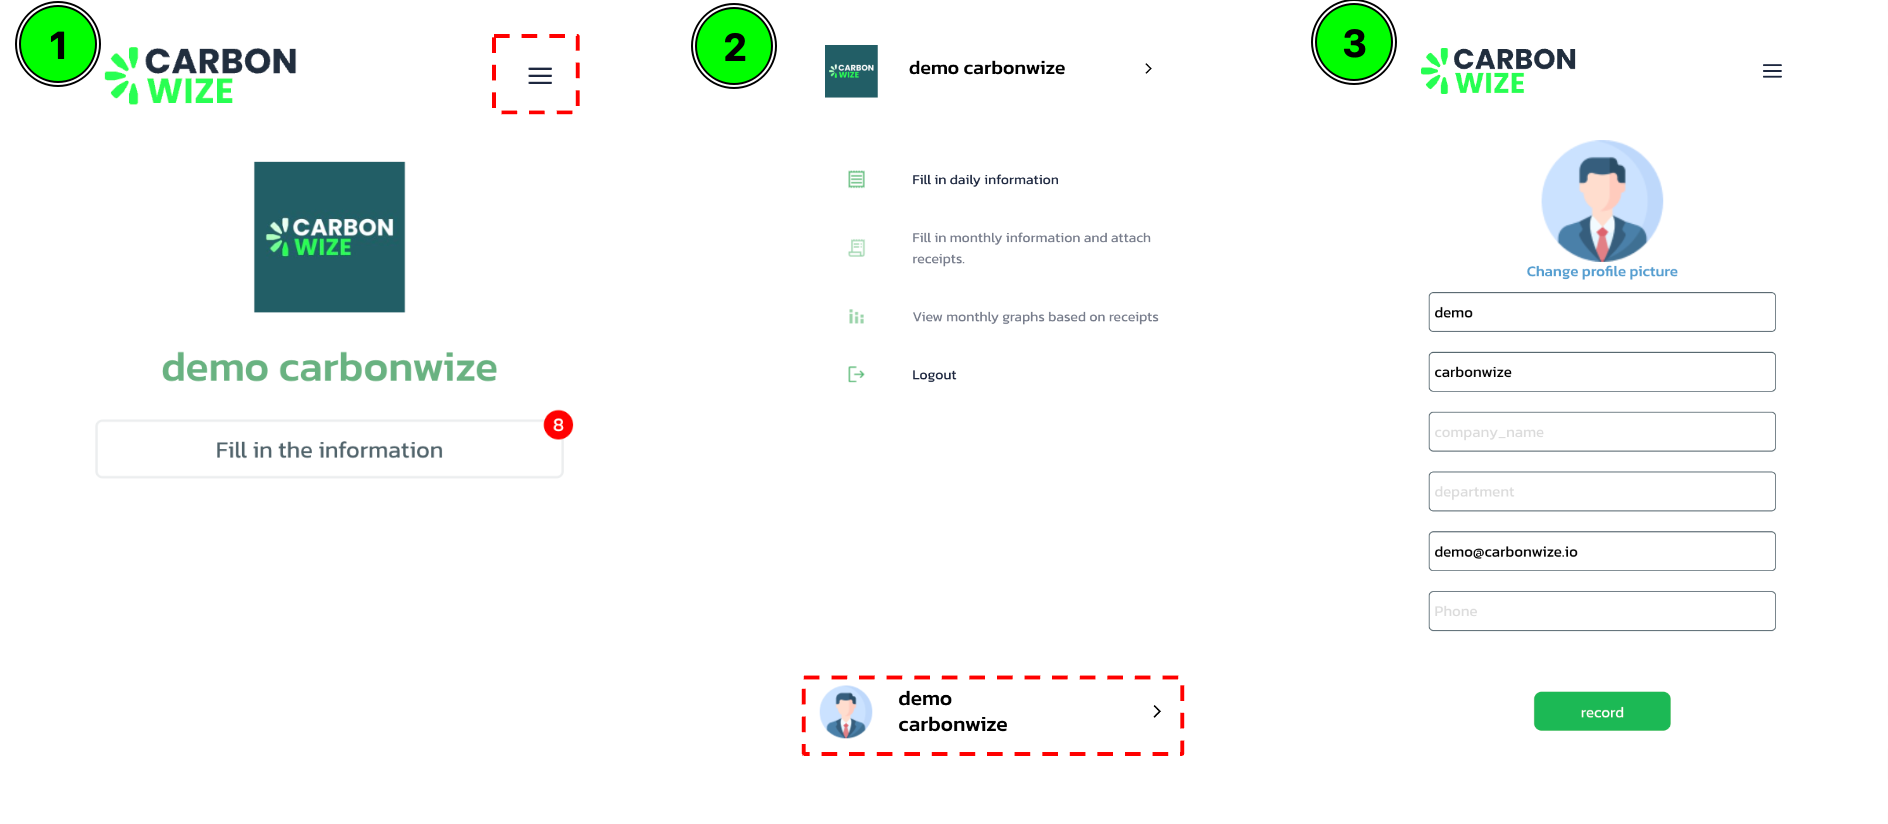 1
CARBON
WIZE
CARBON
WIZE
demo carbonwize
8
Fill in the information
2
CARBON
WIZE
demo carbonwize
Fill in daily information
Fill in monthly information and attach
receipts.
View monthly graphs based on receipts
Logout
demo
carbonwize
3
CARBON
WIZE
Change profile picture
demo
carbonwize
company_name
department
demo@carbonwize.io
Phone
record